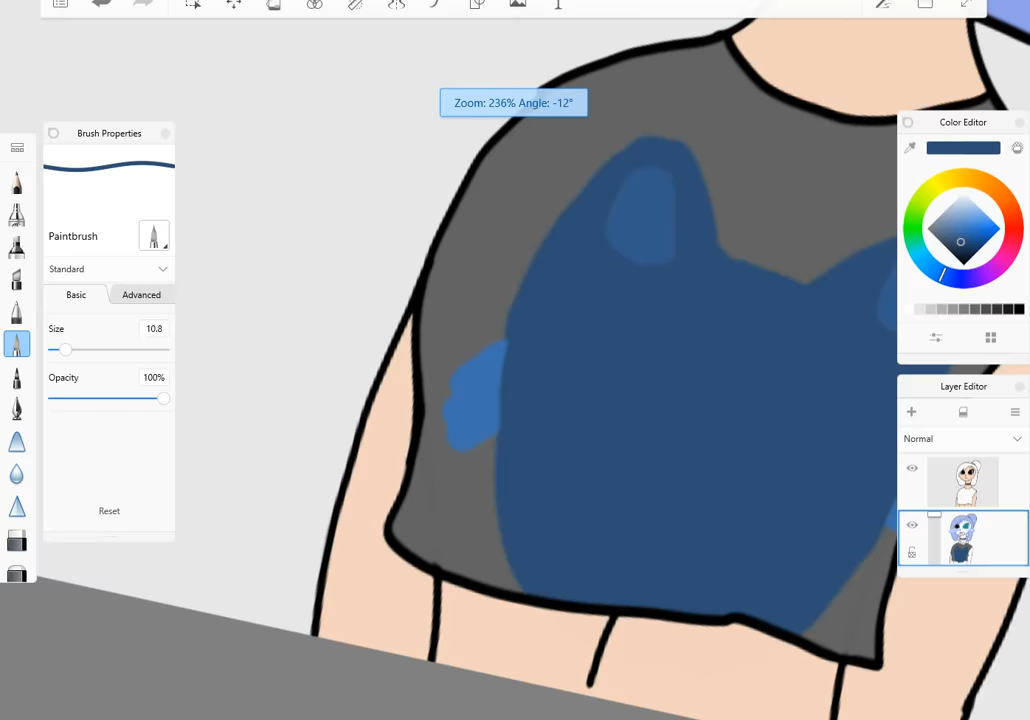 Zoom: 236% Angle: -12°
Brush Properties
Paintbrush
Standard
Basic Advanced
Size 10.8
Opacity 100%
Reset
Color Editor
Layer Editor
Normal